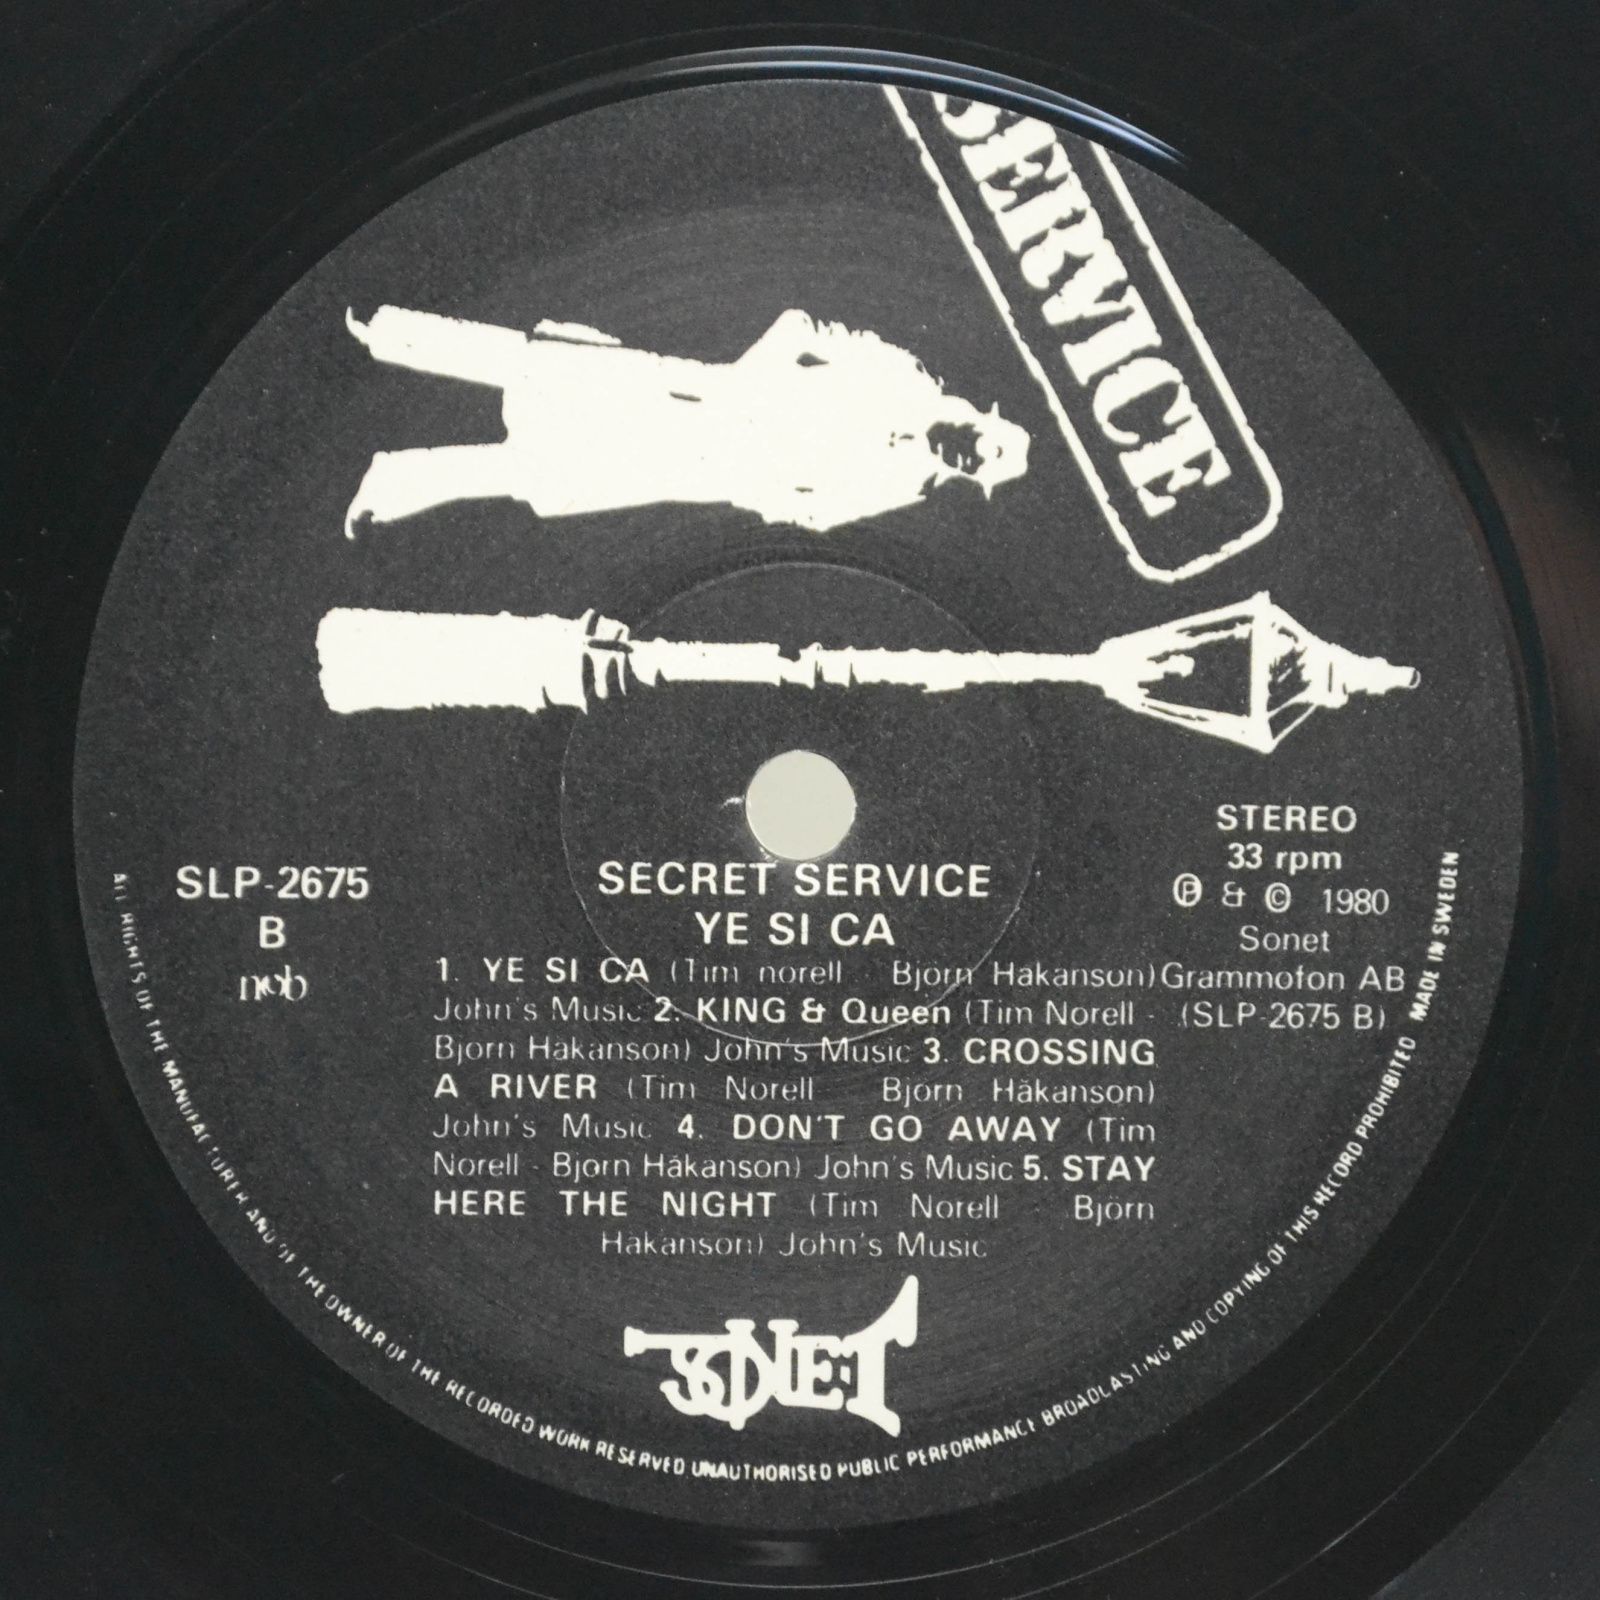 SERVICE
STEREO
33 rpm
Ⓟ & © 1980
Sonet
Grammofon AB
(SLP-2675 B)
SLP-2675
B
ncb
SECRET SERVICE
YE SI CA
1. YE SI CA (Tim norell - Bjorn Håkanson)
John's Music 2. KING & Queen (Tim Norell -
Bjorn Håkanson) John's Music 3. CROSSING
A RIVER (Tim Norell - Bjorn Håkanson)
John's Music 4. DON'T GO AWAY (Tim
Norell - Bjorn Håkanson) John's Music 5. STAY
HERE THE NIGHT (Tim Norell - Björn
Håkanson) John's Music
SONET
ALL RIGHTS OF THE MANUFACTURER AND OF THE OWNER OF THE RECORDED WORK RESERVED UNAUTHORISED PUBLIC PERFORMANCE BROADCASTING AND COPYING OF THIS RECORD PROHIBITED MADE IN SWEDEN